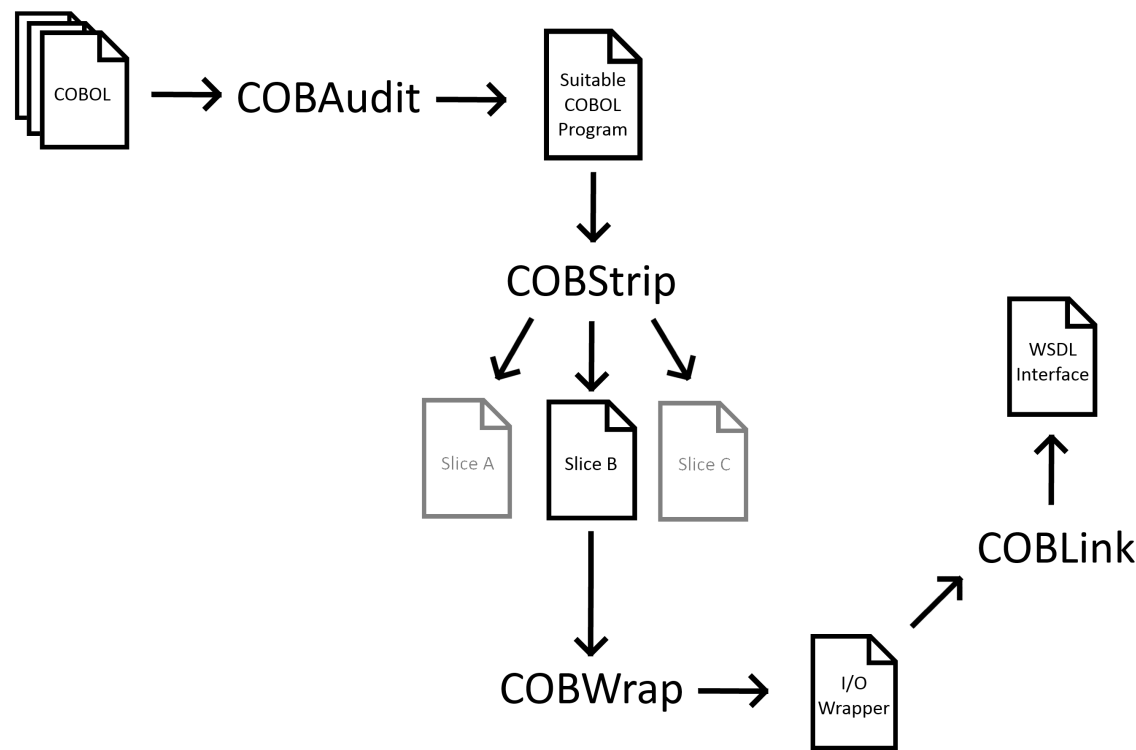 COBOL
COBAudit
Suitable
COBOL
Program
COBStrip
Slice A
Slice B
Slice C
WSDL
Interface
COBLink
COBWrap
I/O
Wrapper